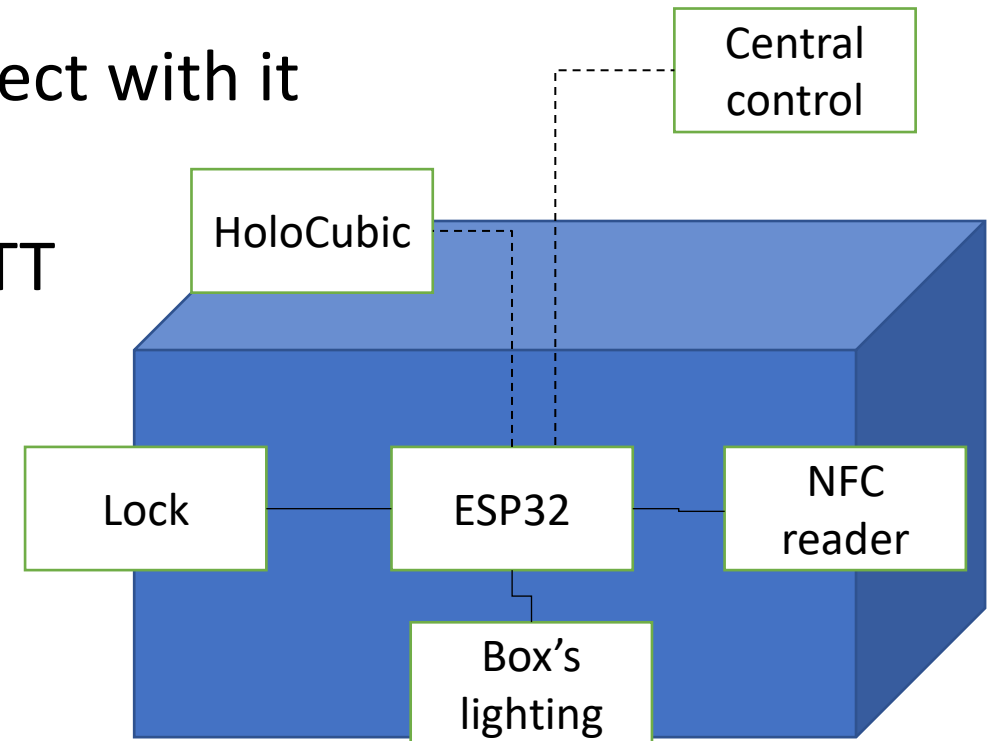 ect with it
TT
Central
control
HoloCubic
Lock
ESP32
NFC
reader
Box’s
lighting